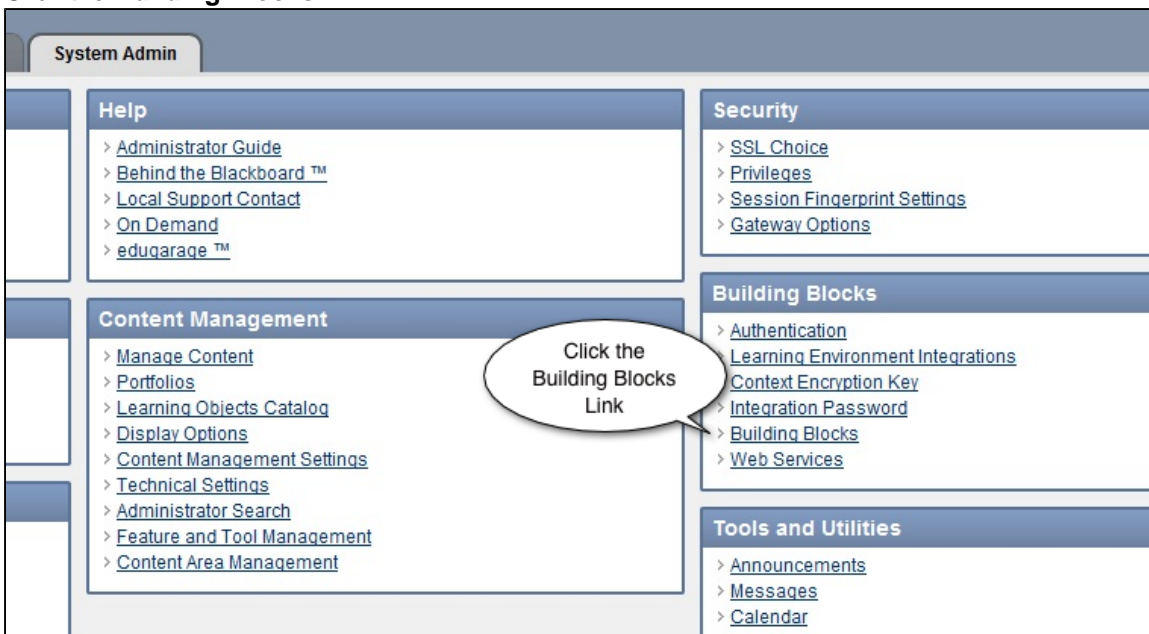 System Admin
Help
> Administrator Guide
> Behind the Blackboard ™
> Local Support Contact
> On Demand
> edugarage ™
Content Management
> Manage Content
> Portfolios
> Learning Objects Catalog
> Display Options
> Content Management Settings
> Technical Settings
> Administrator Search
> Feature and Tool Management
> Content Area Management
Click the
Building Blocks
Link
Security
> SSL Choice
> Privileges
> Session Fingerprint Settings
> Gateway Options
Building Blocks
> Authentication
> Learning Environment Integrations
Context Encryption Key
> Integration Password
> Building Blocks
> Web Services
Tools and Utilities
> Announcements
> Messages
> Calendar